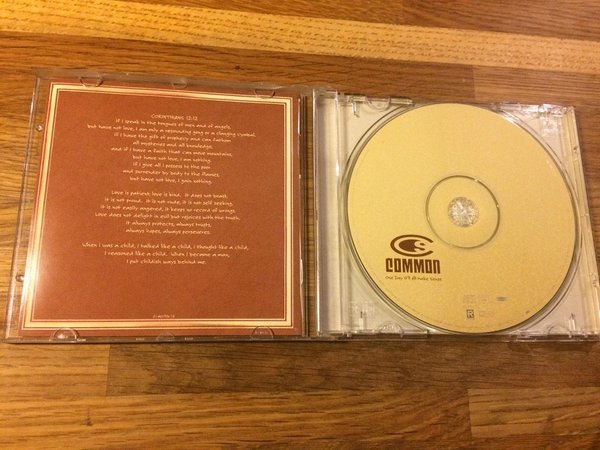 CORINTHIANS 13:12
If I speak in the tongues of men and of angels,
but have not love, I am only a resounding gong or a clanging cymbal.
If I have the gift of prophecy and can fathom
all mysteries and all knowledge,
and if I have a faith that can move mountains,
but have not love, I am nothing.
If I give all I possess to the poor
and surrender by body to the flames,
but have not love, I gain nothing.
Love is patient, love is kind. It does not boast.
It is not proud. It is not rude, it is not self seeking,
it is not easily angered, it keeps no record of wrongs.
Love does not delight in evil but rejoices with the truth.
It always protects, always trusts,
always hopes, always perseveres.
When I was a child, I talked like a child, I thought like a child,
I reasoned like a child. When I became a man,
I put childish ways behind me.
COMMON
One Day It'll All Make Sense
R